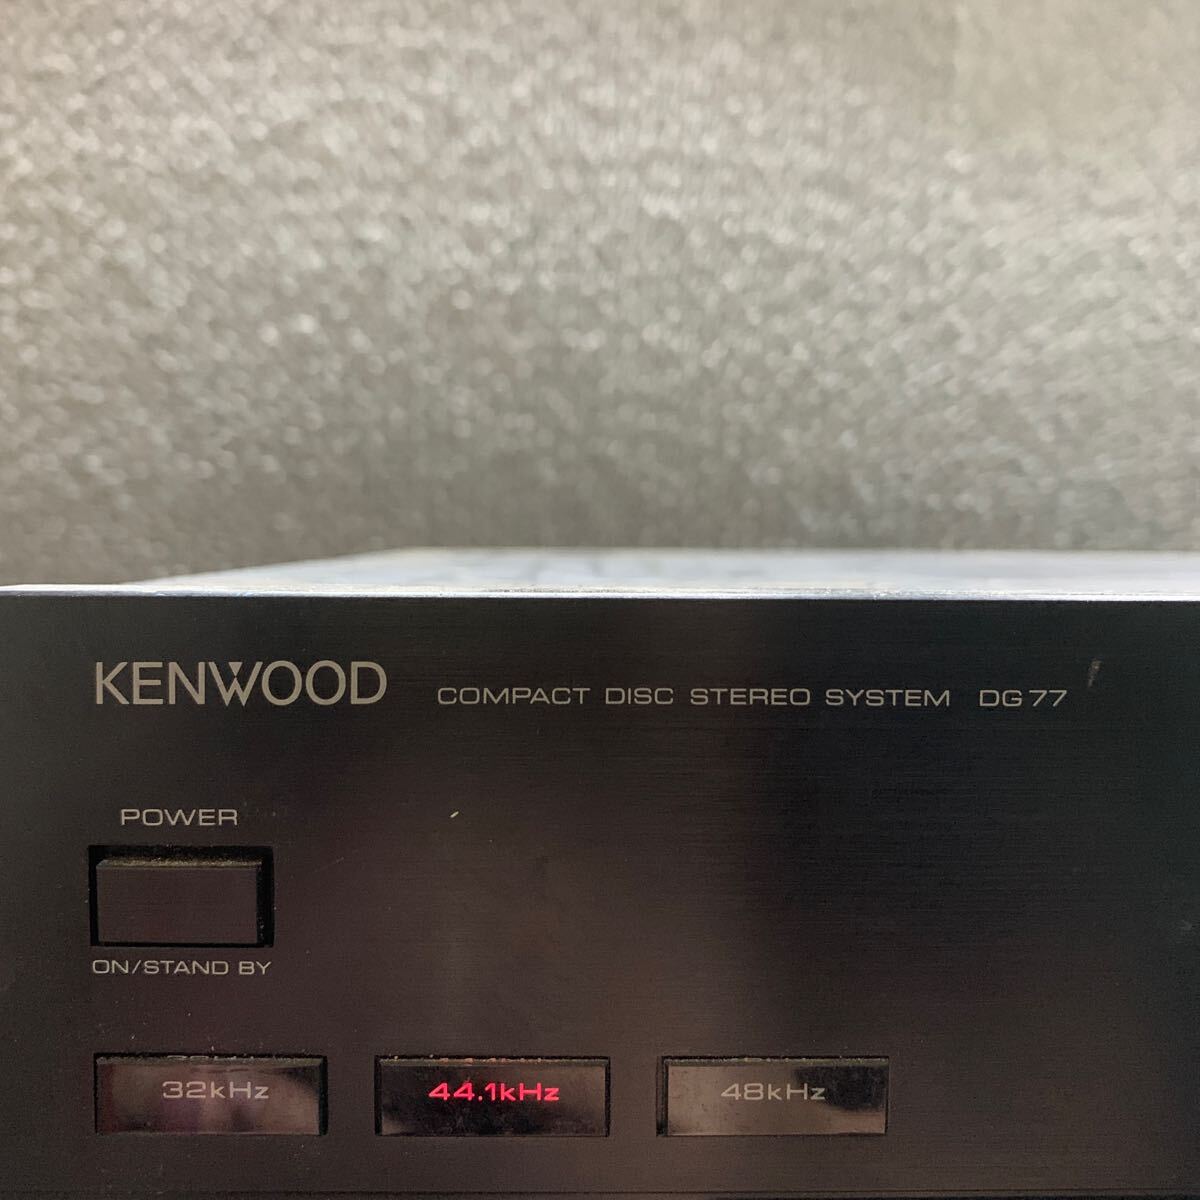 KENWOOD COMPACT DISC STEREO SYSTEM DG77
POWER
ON/STAND BY
32kHz 44.1kHz 48kHz